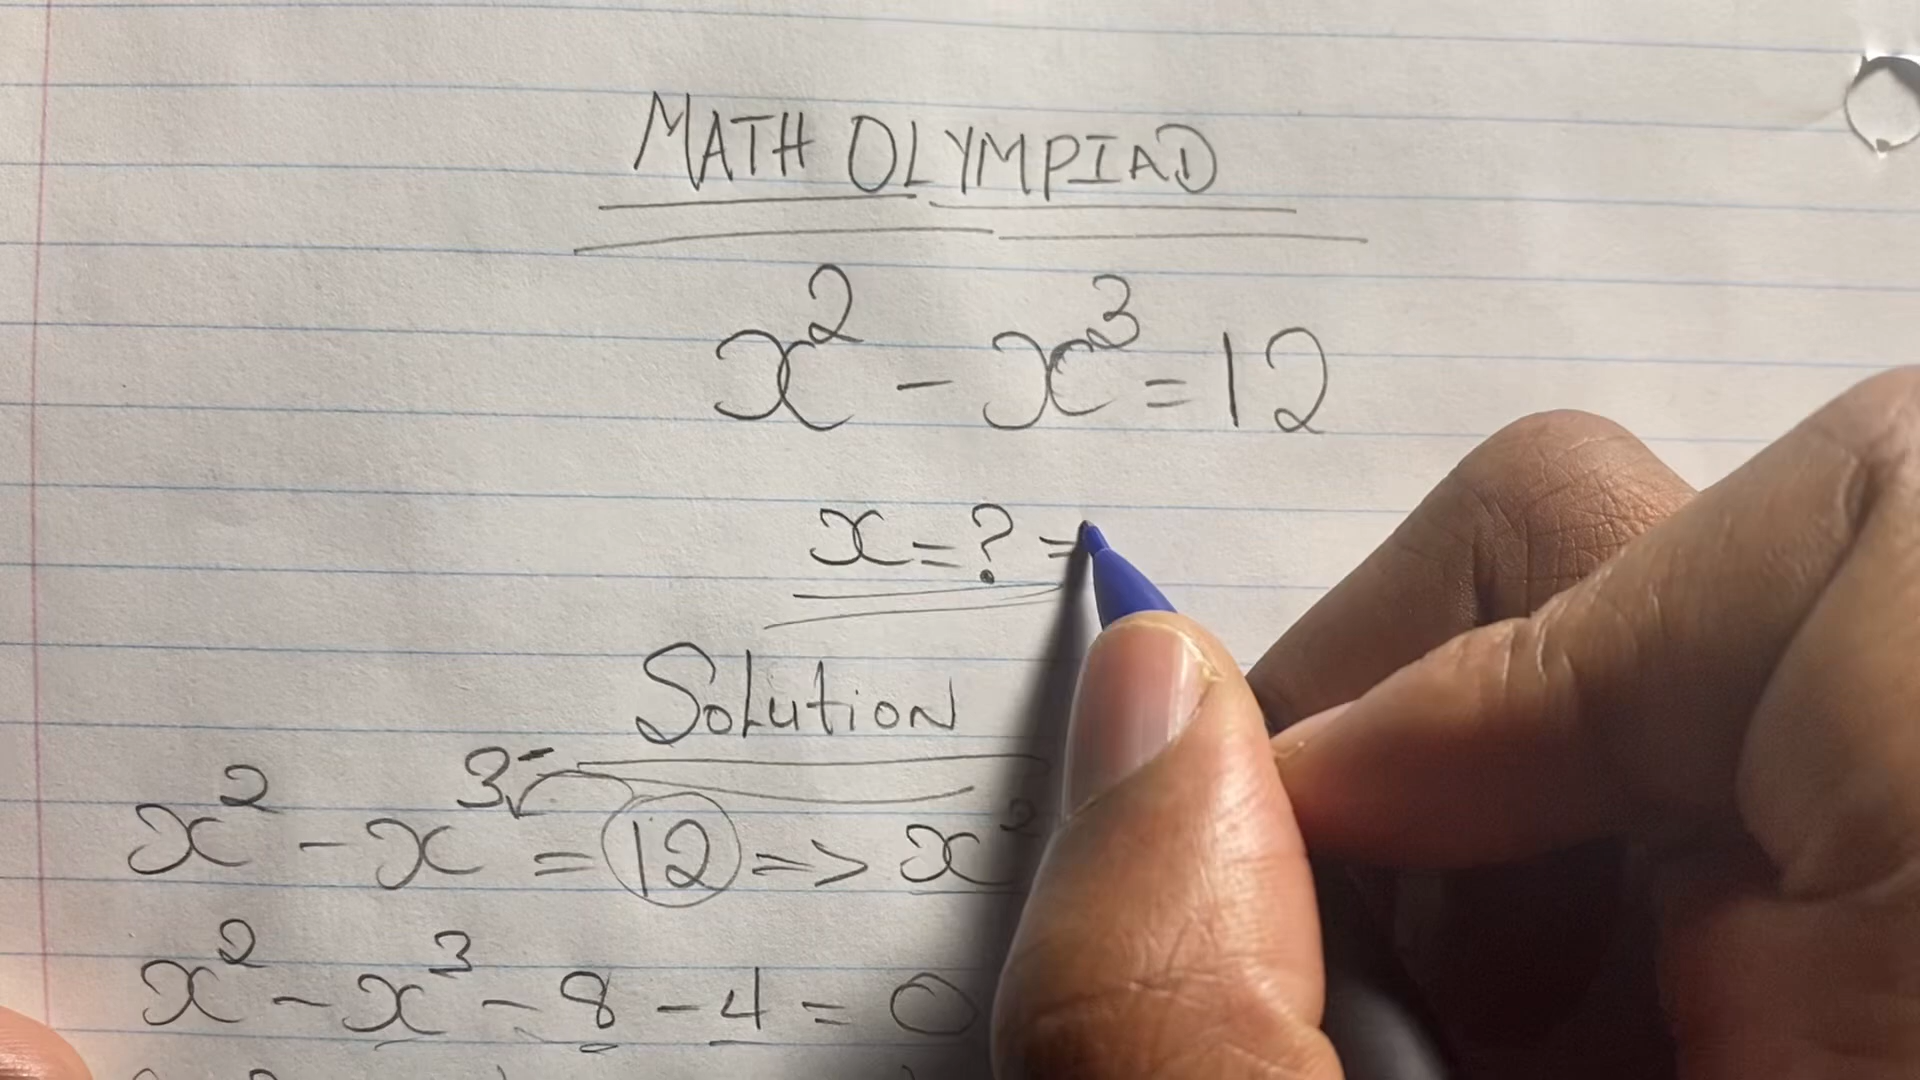 MATH OLYMPIAD
x² - x³ = 12
x = ? =
Solution
x² - x³ = 12 => x²
x² - x³ - 8 - 4 = 0